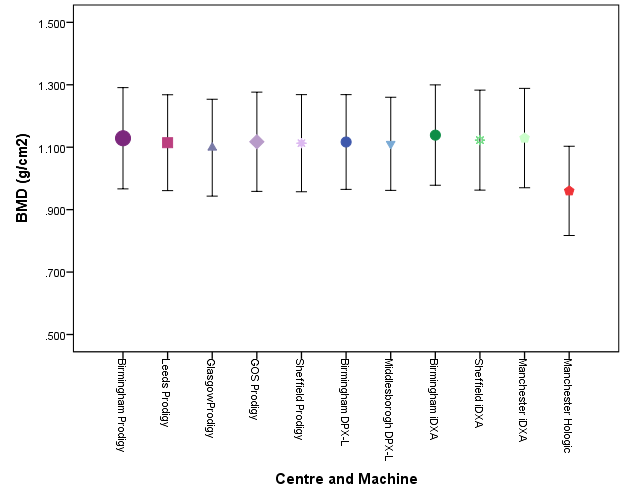 1.500
1.300
1.100
.900
.700
.500
BMD (g/cm2)
Birmingham Prodigy
Leeds Prodigy
GlasgowProdigy
GOS Prodigy
Sheffield Prodigy
Birmingham DPX-L
Middlesborogh DPX-L
Birmingham iDXA
Sheffield iDXA
Manchester iDXA
Manchester Hologic
Centre and Machine